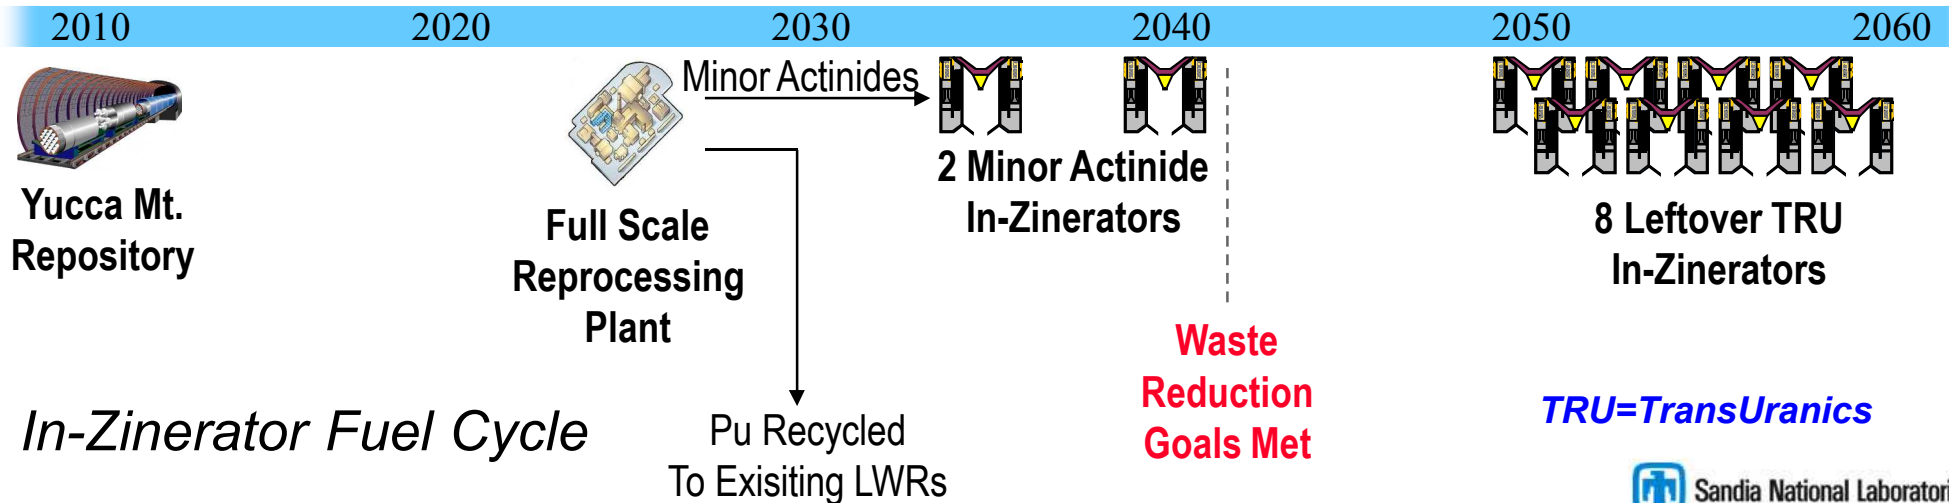 2010 2020 2030 2040 2050 2060
Minor Actinides
Yucca Mt.
Repository
Full Scale
Reprocessing
Plant
2 Minor Actinide
In-Zinerators
8 Leftover TRU
In-Zinerators
Waste
Reduction
Goals Met
TRU=TransUranics
In-Zinerator Fuel Cycle
Pu Recycled
To Exisiting LWRs
Sandia National Laboratori